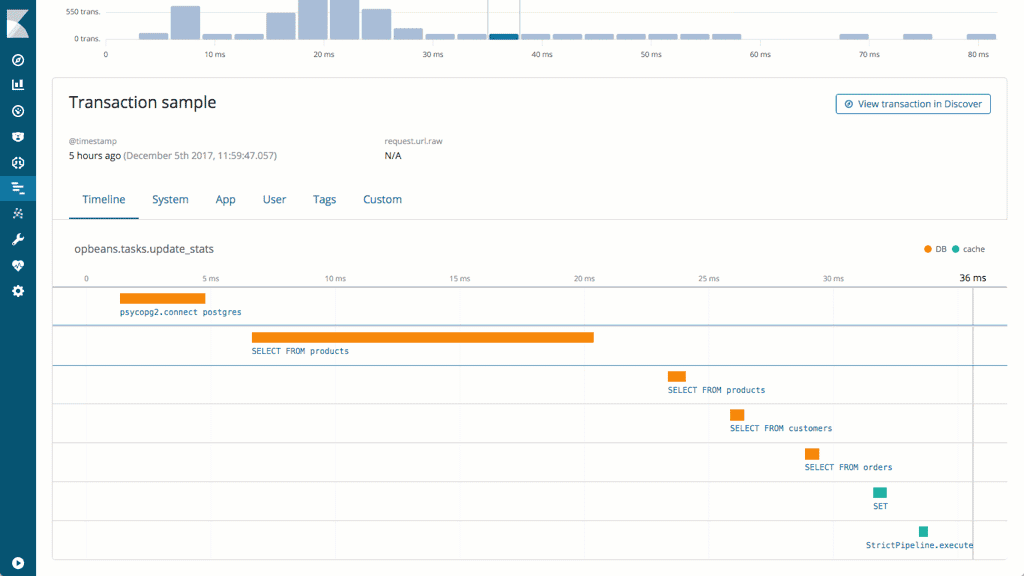 550 trans.
0 trans.
0 10 ms 20 ms 30 ms 40 ms 50 ms 60 ms 70 ms 80 ms
Transaction sample
View transaction in Discover
@timestamp request.url.raw
5 hours ago (December 5th 2017, 11:59:47.057) N/A
Timeline System App User Tags Custom
opbeans.tasks.update_stats DB cache
0 5 ms 10 ms 15 ms 20 ms 25 ms 30 ms 36 ms
psycopg2.connect postgres
SELECT FROM products
SELECT FROM products
SELECT FROM customers
SELECT FROM orders
SET
StrictPipeline.execute